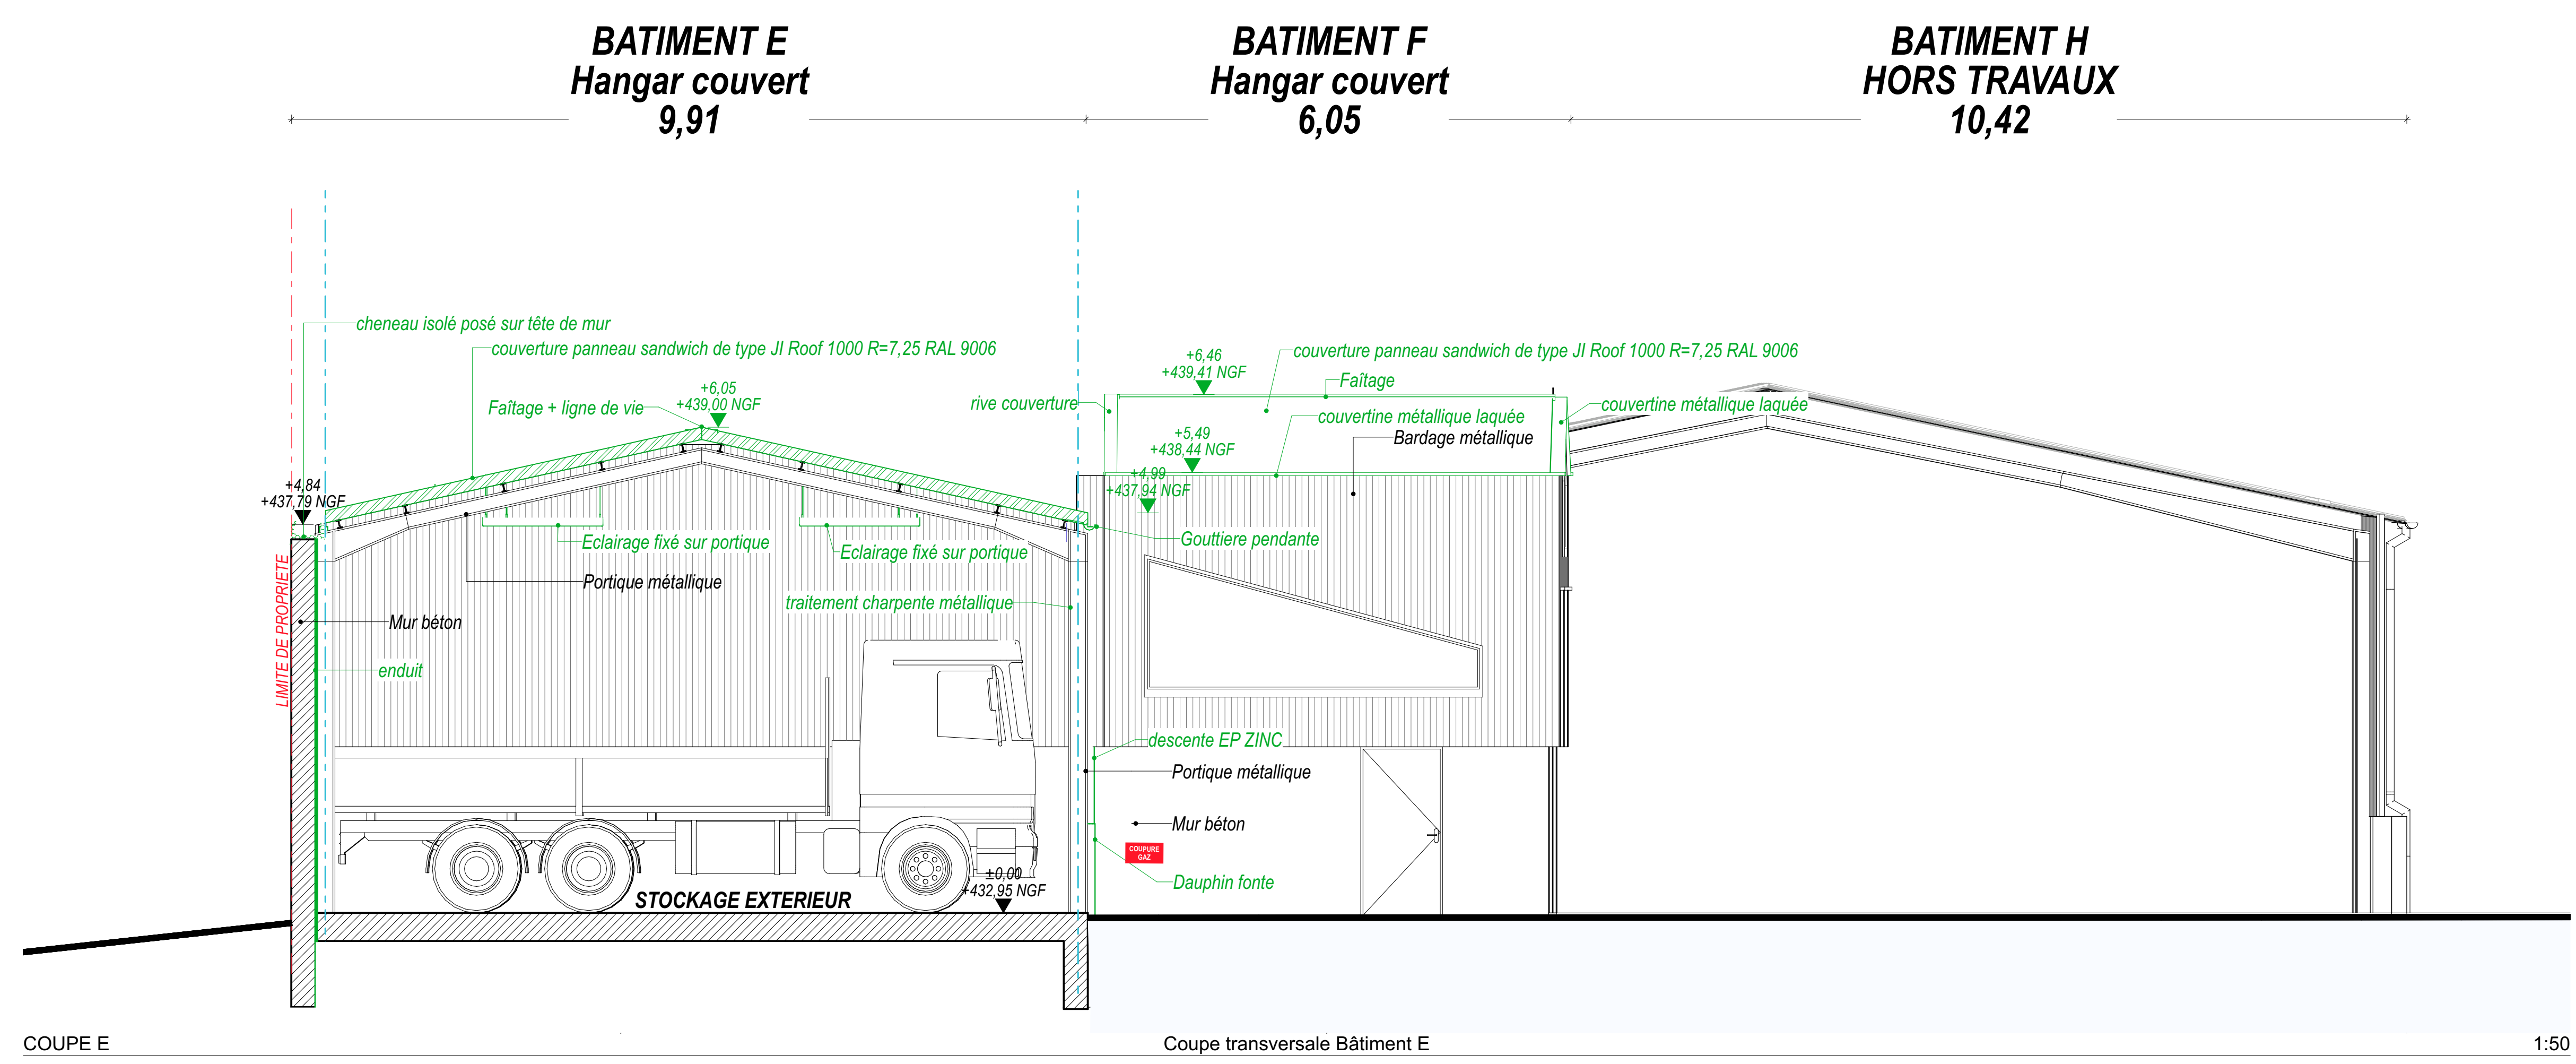 BATIMENT E
Hangar couvert
9,91
BATIMENT F
Hangar couvert
6,05
BATIMENT H
HORS TRAVAUX
10,42
cheneau isolé posé sur tête de mur
couverture panneau sandwich de type JI Roof 1000 R=7,25 RAL 9006
Faîtage + ligne de vie
+6,05
+439,00 NGF
+4,84
+437,79 NGF
Eclairage fixé sur portique
Eclairage fixé sur portique
Portique métallique
Mur béton
enduit
LIMITE DE PROPRIETE
traitement charpente métallique
STOCKAGE EXTERIEUR
±0,00
+432,95 NGF
rive couverture
+6,46
+439,41 NGF
couverture panneau sandwich de type JI Roof 1000 R=7,25 RAL 9006
Faîtage
couvertine métallique laquée
couvertine métallique laquée
Bardage métallique
+5,49
+438,44 NGF
+4,99
+437,94 NGF
Gouttiere pendante
descente EP ZINC
Portique métallique
Mur béton
COUPURE
GAZ
Dauphin fonte
COUPE E
Coupe transversale Bâtiment E
1:50